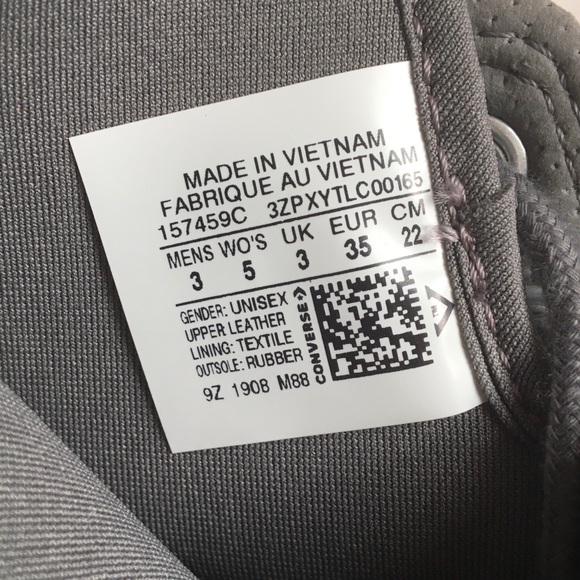 MADE IN VIETNAM
FABRIQUE AU VIETNAM
157459C 3ZPXYTLC00165
MENS WO'S UK EUR CM
3 5 3 35 22
GENDER: UNISEX
UPPER LEATHER
LINING: TEXTILE
OUTSOLE: RUBBER
9Z 1908 M88
CONVERSE